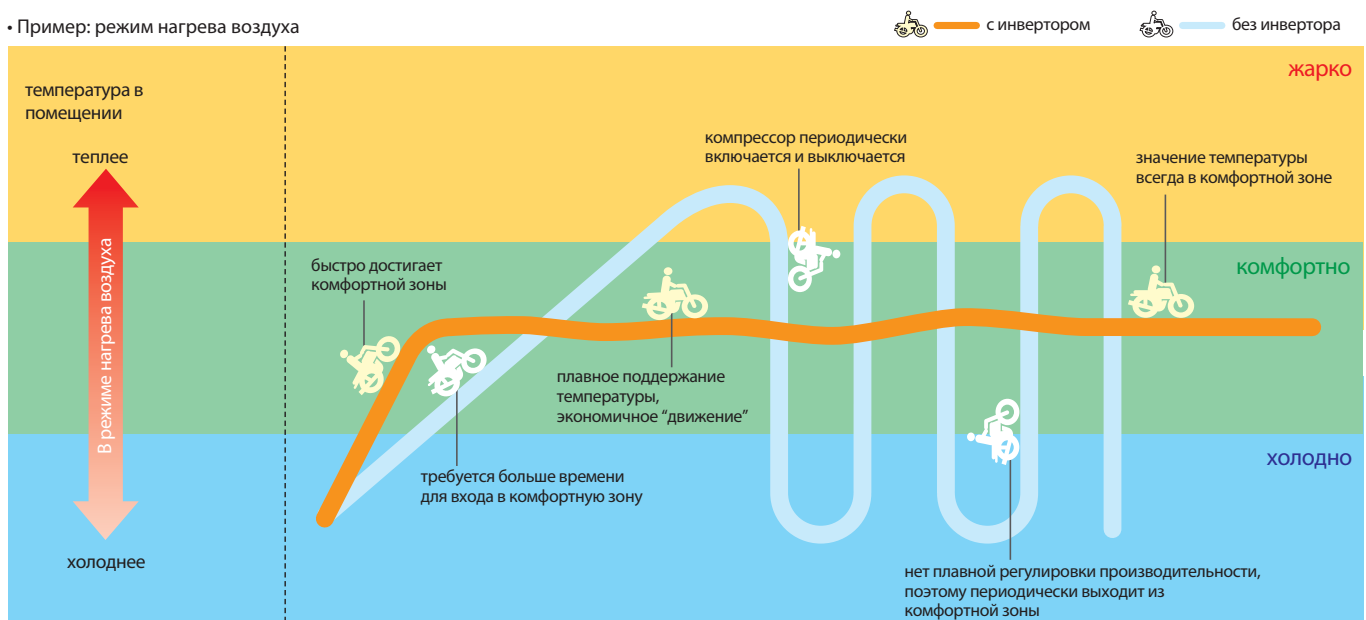 • Пример: режим нагрева воздуха
с инвертором
без инвертора
жарко
температура в
помещении
теплее
В режиме нагрева воздуха
холоднее
быстро достигает
комфортной зоны
требуется больше времени
для входа в комфортную зону
плавное поддержание
температуры,
экономичное “движение”
компрессор периодически
включается и выключается
значение температуры
всегда в комфортной зоне
комфортно
холодно
нет плавной регулировки производительности,
поэтому периодически выходит из
комфортной зоны